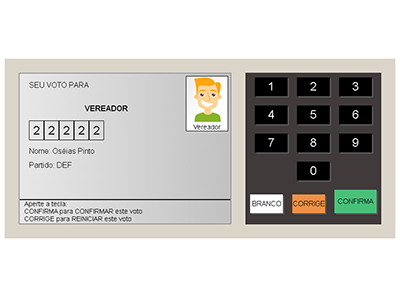 SEU VOTO PARA
VEREADOR
2 2 2 2 2
Nome: Oséias Pinto
Partido: DEF
Vereador
Aperte a tecla:
CONFIRMA para CONFIRMAR este voto
CORRIGE para REINICIAR este voto
1 2 3
4 5 6
7 8 9
0
BRANCO CORRIGE CONFIRMA